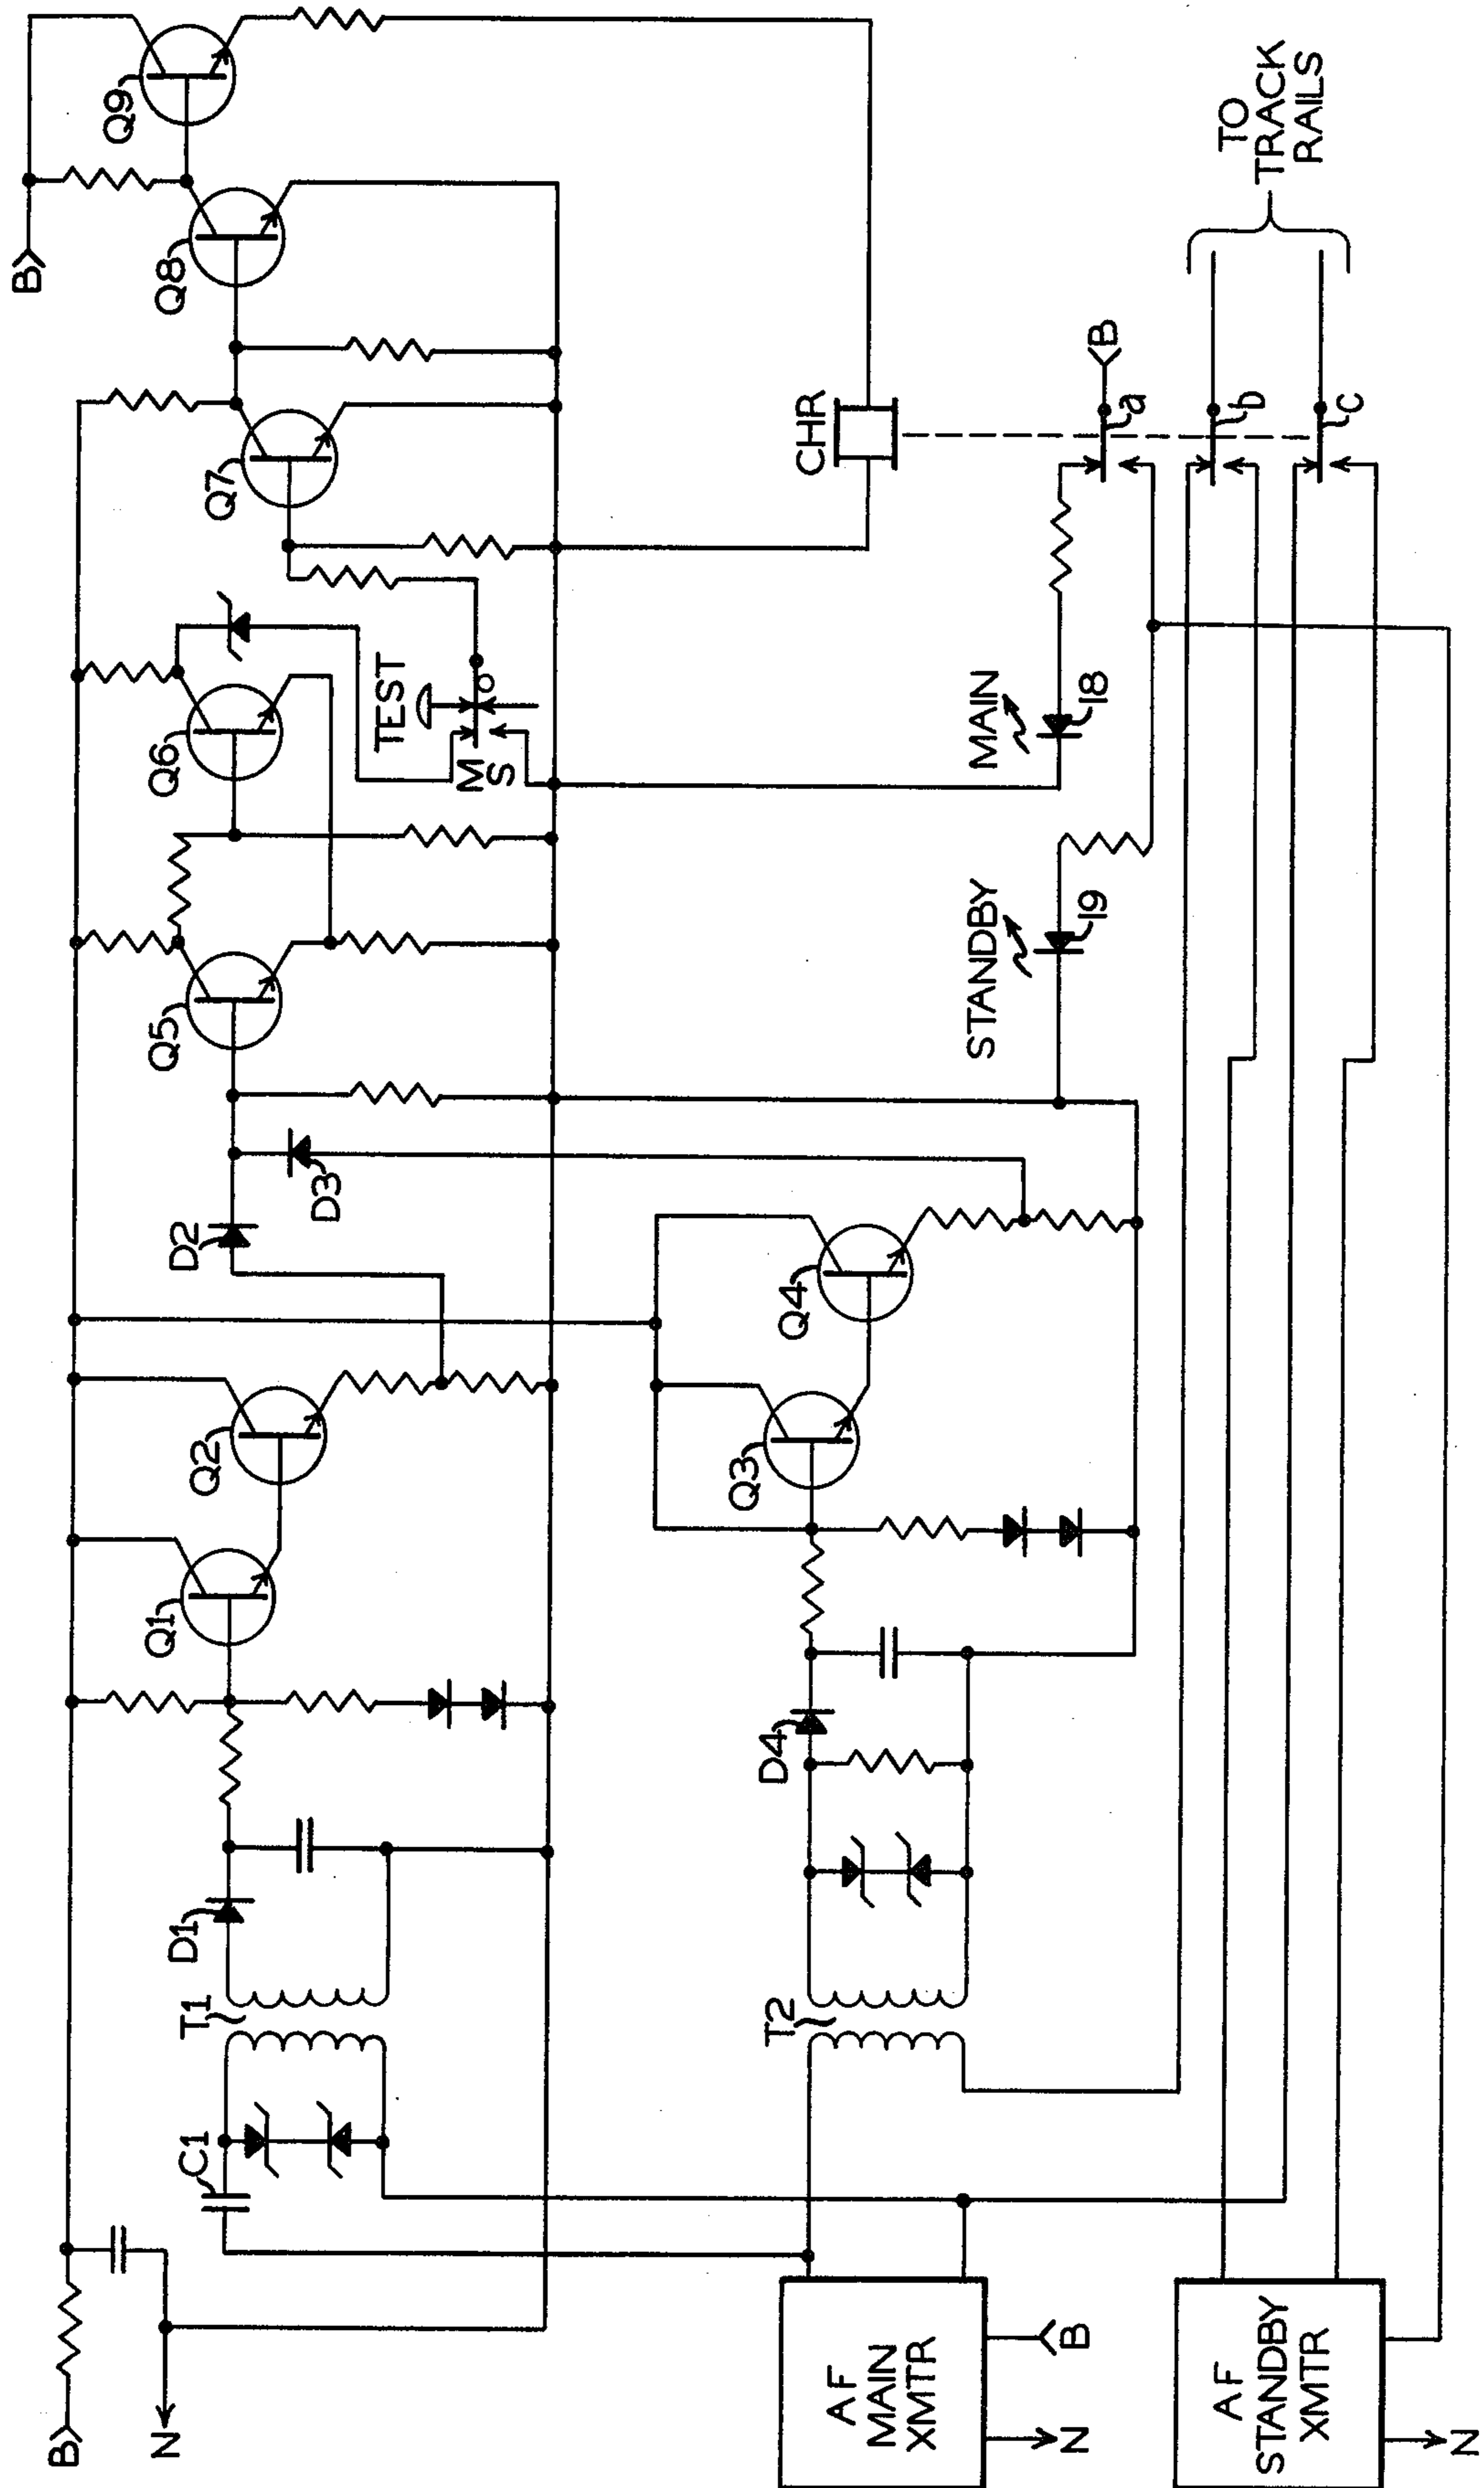 B
N
C1
T1
D1
Q1
Q2
D2
D3
Q5
Q6
TEST
M
S
Q7
Q8
Q9
B
AF
MAIN
XMTR
B
N
T2
D4
Q3
Q4
CHR
STANDBY
19
MAIN
18
B
a
b
c
TO
TRACK
RAILS
AF
STANDBY
XMTR
N